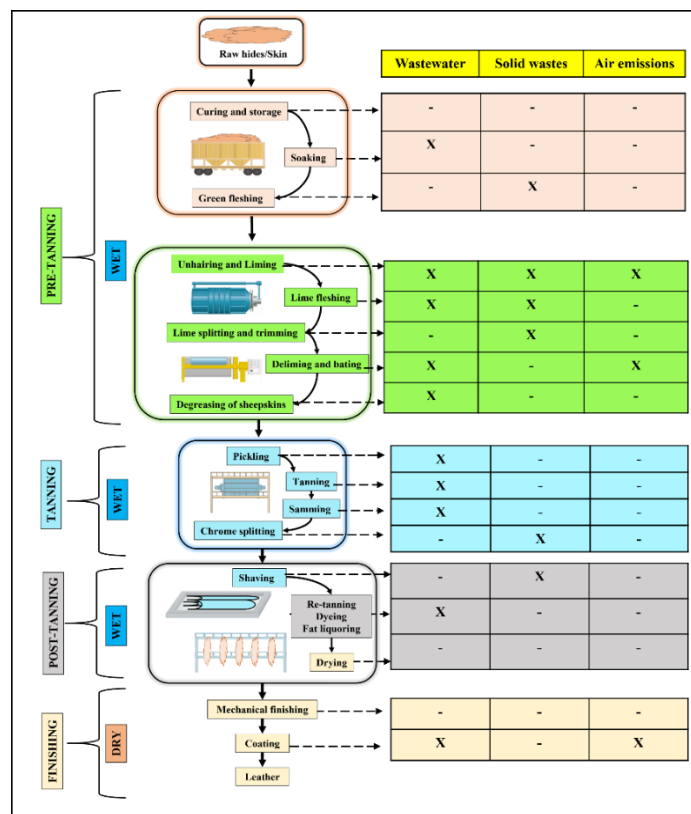 Raw hides/Skin
Wastewater Solid wastes Air emissions
PRE-TANNING
WET
Curing and storage - - -
Soaking X - -
Green fleshing - X -
Unhairing and Liming X X X
Lime fleshing X X -
Lime splitting and trimming - X -
Deliming and bating X - X
Degreasing of sheepskins X - -
TANNING
WET
Pickling X - -
Tanning X - -
Samming X - -
Chrome splitting - X -
POST-TANNING
WET
Shaving - X -
Re-tanning
Dyeing X - -
Fat liquoring
Drying - - -
FINISHING
DRY
Mechanical finishing - - -
Coating X - X
Leather